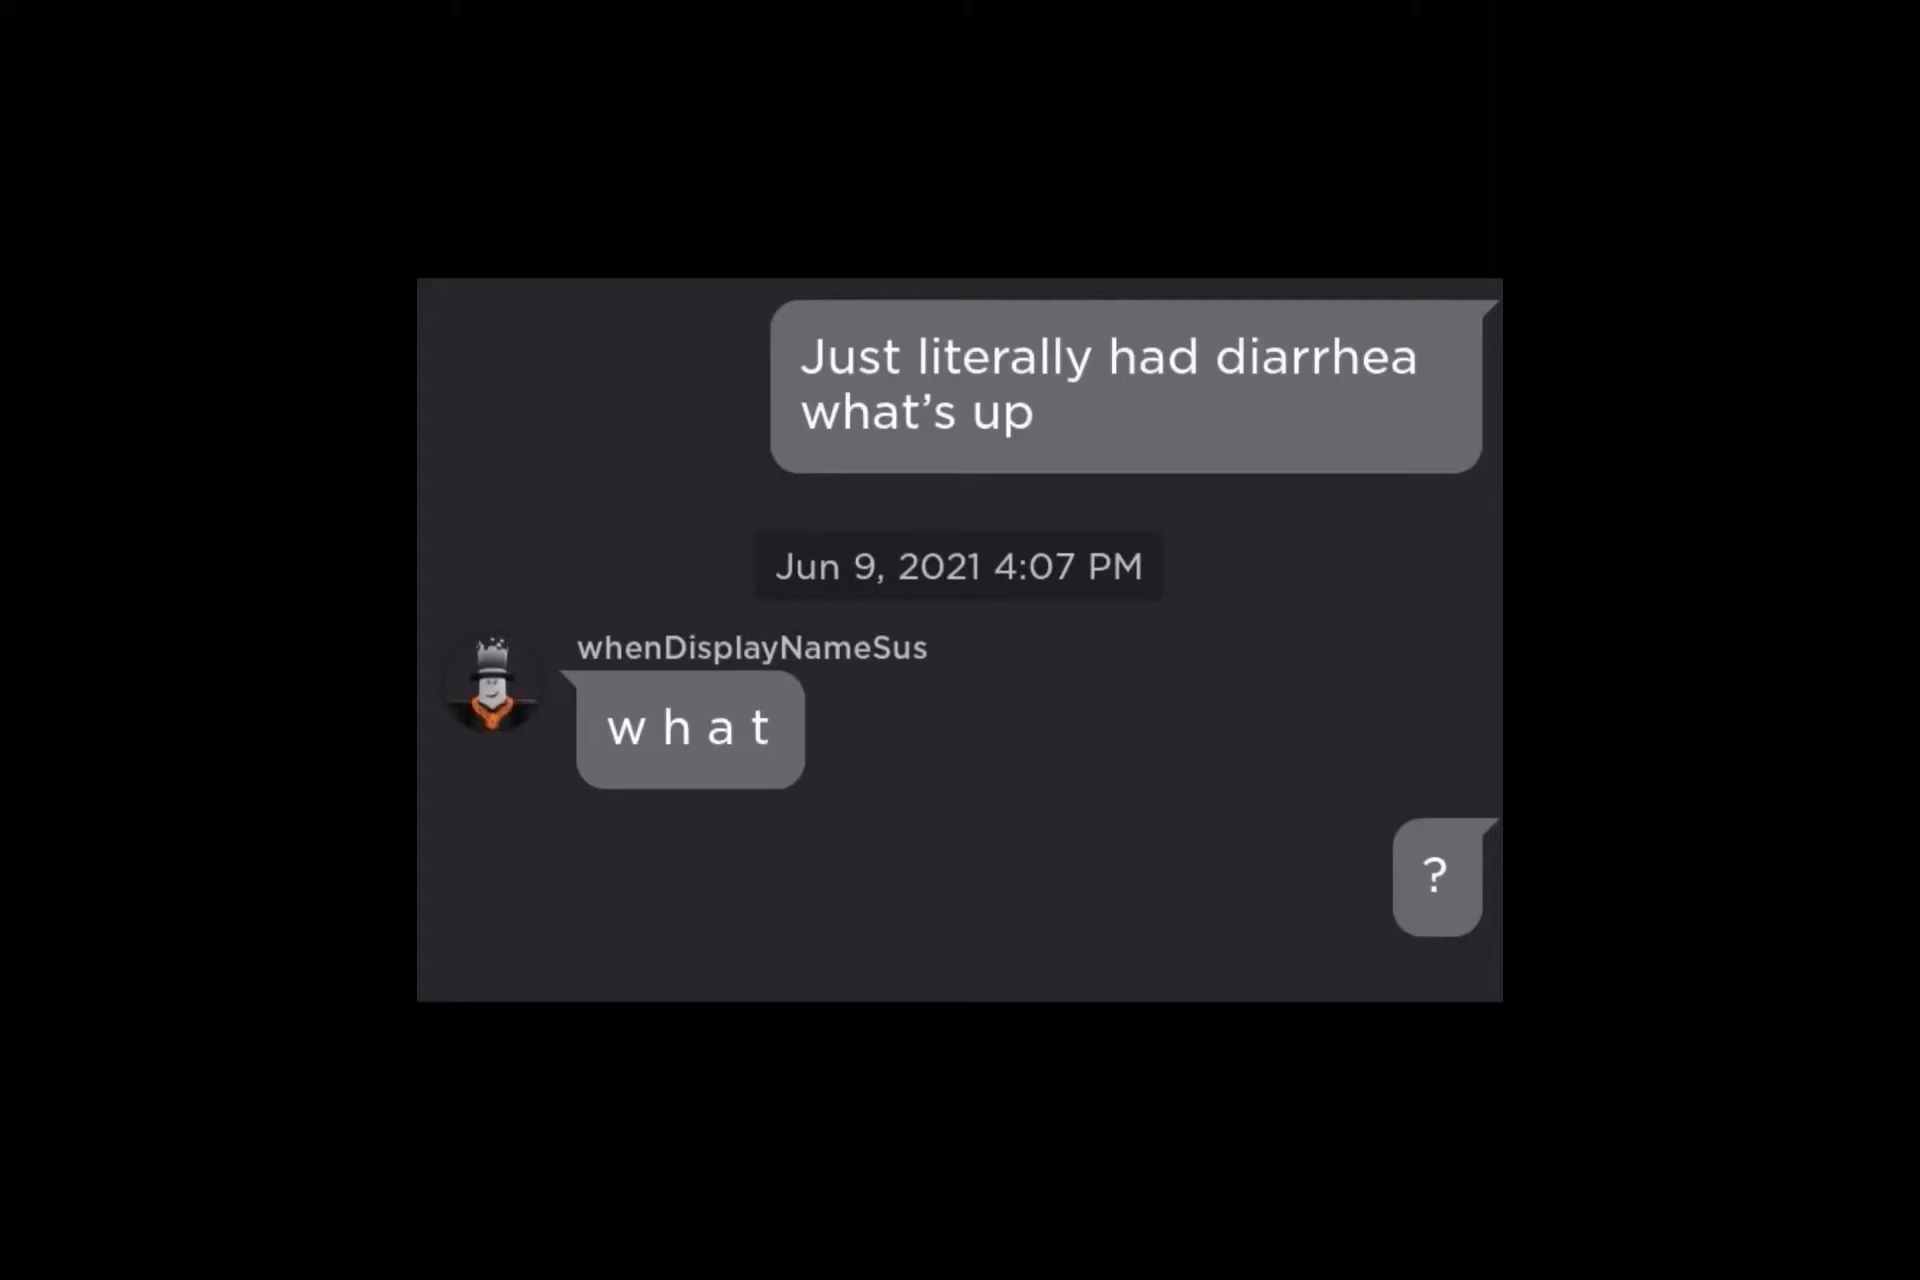 Just literally had diarrhea
what’s up
Jun 9, 2021 4:07 PM
whenDisplayNameSus
w h a t
?